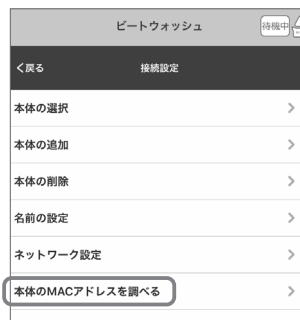 ビートウォッシュ
待機中
戻る
接続設定
本体の選択
本体の追加
本体の削除
名前の設定
ネットワーク設定
本体のMACアドレスを調べる